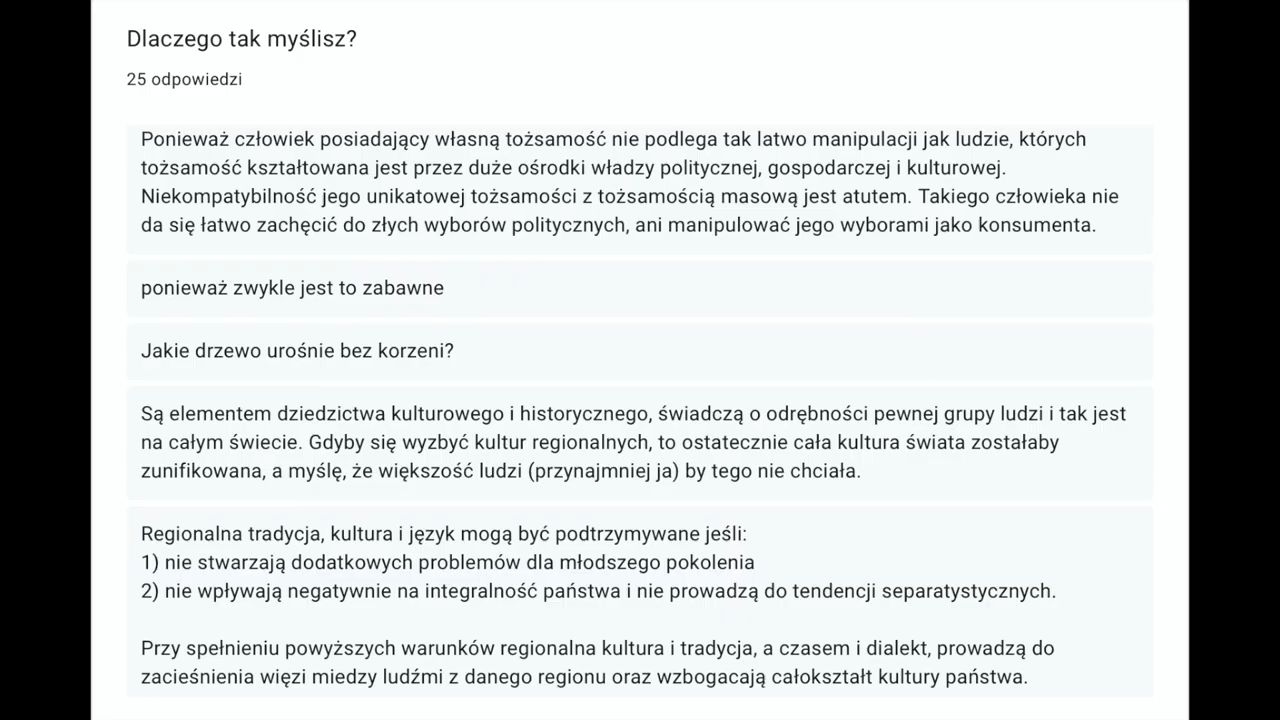 Dlaczego tak myślisz?
25 odpowiedzi
Ponieważ człowiek posiadający własną tożsamość nie podlega tak latwo manipulacji jak ludzie, których
tożsamość kształtowana jest przez duże ośrodki władzy politycznej, gospodarczej i kulturowej.
Niekompatybilność jego unikatowej tożsamości z tożsamością masową jest atutem. Takiego człowieka nie
da się łatwo zachęcić do złych wyborów politycznych, ani manipulować jego wyborami jako konsumenta.
ponieważ zwykle jest to zabawne
Jakie drzewo urośnie bez korzeni?
Są elementem dziedzictwa kulturowego i historycznego, świadczą o odrębności pewnej grupy ludzi i tak jest
na całym świecie. Gdyby się wyzbyć kultur regionalnych, to ostatecznie cała kultura świata zostałaby
zunifikowana, a myślę, że większość ludzi (przynajmniej ja) by tego nie chciała.
Regionalna tradycja, kultura i język mogą być podtrzymywane jeśli:
1) nie stwarzają dodatkowych problemów dla młodszego pokolenia
2) nie wpływają negatywnie na integralność państwa i nie prowadzą do tendencji separatystycznych.
Przy spełnieniu powyższych warunków regionalna kultura i tradycja, a czasem i dialekt, prowadzą do
zacieśnienia więzi miedzy ludźmi z danego regionu oraz wzbogacają całokształt kultury państwa.